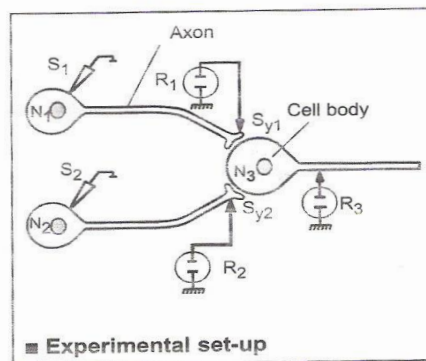 Axon
S1
R1
Sy1
Cell body
N1
S2
N3
N2
Sy2
R3
R2
■ Experimental set-up